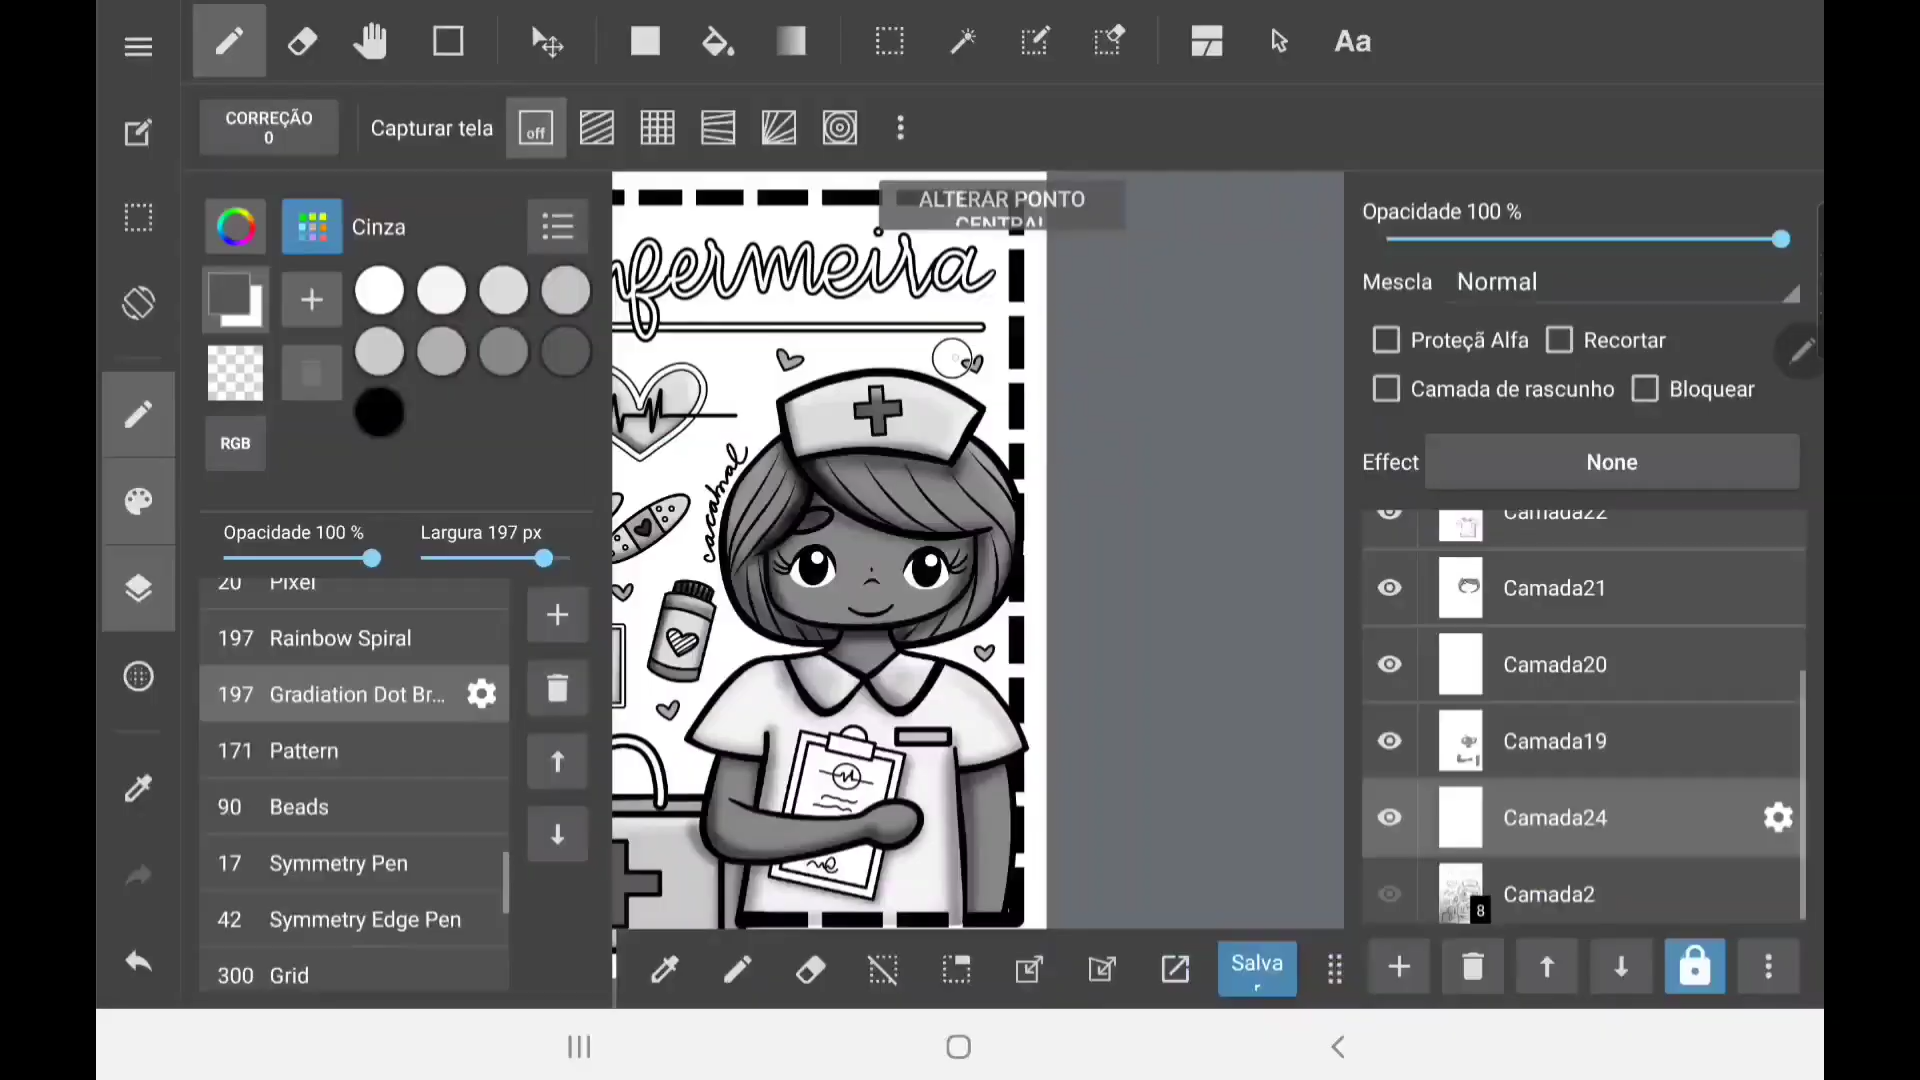 Aa
CORREÇÃO
0
Capturar tela
off
Cinza
RGB
Opacidade 100 %
Largura 197 px
20 Pixel
197 Rainbow Spiral
197 Gradiation Dot Br...
171 Pattern
90 Beads
17 Symmetry Pen
42 Symmetry Edge Pen
300 Grid
ALTERAR PONTO
CENTRAL
nfermeira
cacabral
Salva
r
Opacidade 100 %
Mescla Normal
Proteçã Alfa
Recortar
Camada de rascunho
Bloquear
Effect None
Camada22
Camada21
Camada20
Camada19
Camada24
Camada2
8